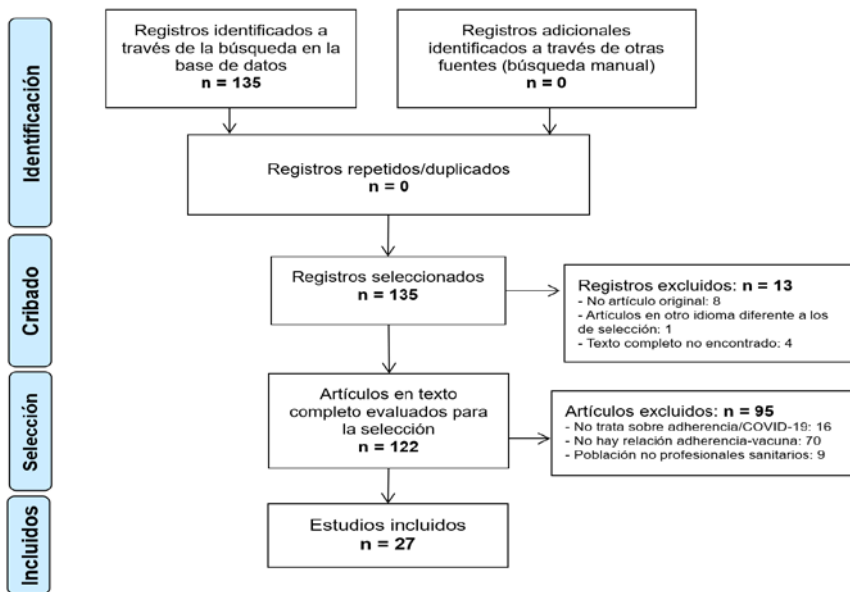 Identificación
Registros identificados a
través de la búsqueda en la
base de datos
n = 135
Registros adicionales
identificados a través de otras
fuentes (búsqueda manual)
n = 0
Registros repetidos/duplicados
n = 0
Cribado
Registros seleccionados
n = 135
Registros excluidos: n = 13
- No artículo original: 8
- Artículos en otro idioma diferente a los
de selección: 1
- Texto completo no encontrado: 4
Selección
Artículos en texto
completo evaluados para
la selección
n = 122
Artículos excluidos: n = 95
- No trata sobre adherencia/COVID-19: 16
- No hay relación adherencia-vacuna: 70
- Población no profesionales sanitarios: 9
Incluidos
Estudios incluidos
n = 27